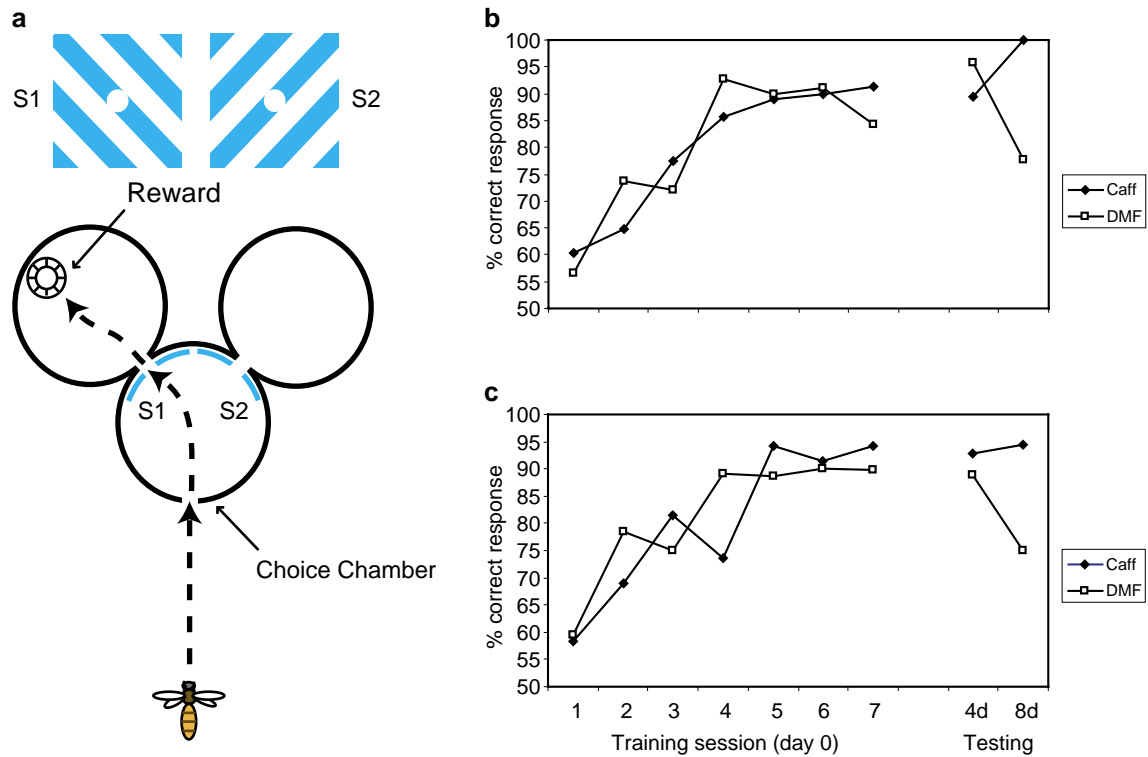 a
S1
S2
Reward
S1
S2
Choice Chamber
b
% correct response
100
95
90
85
80
75
70
65
60
55
50
Caff
DMF
c
% correct response
100
95
90
85
80
75
70
65
60
55
50
Caff
DMF
1 2 3 4 5 6 7 4d 8d
Training session (day 0) Testing